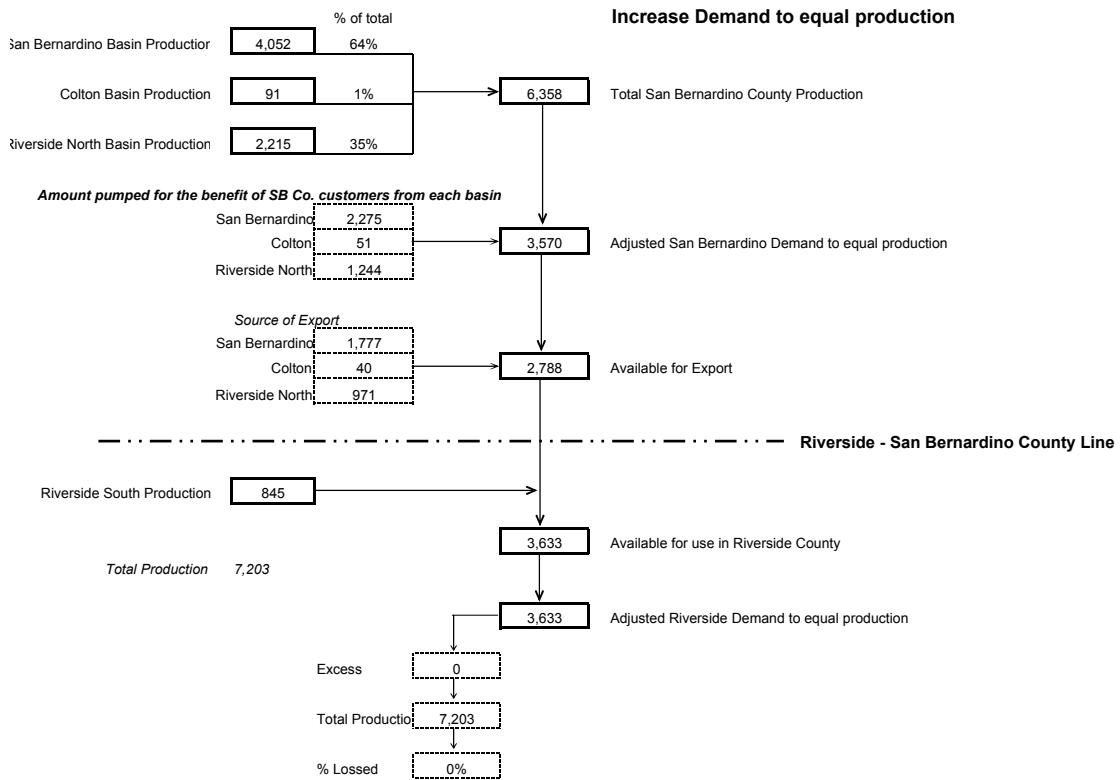 % of total
Increase Demand to equal production
San Bernardino Basin Production 4,052 64%
Colton Basin Production 91 1% 6,358 Total San Bernardino County Production
Riverside North Basin Production 2,215 35%
Amount pumped for the benefit of SB Co. customers from each basin
San Bernardino 2,275
Colton 51 3,570 Adjusted San Bernardino Demand to equal production
Riverside North 1,244
Source of Export
San Bernardino 1,777
Colton 40 2,788 Available for Export
Riverside North 971
Riverside - San Bernardino County Line
Riverside South Production 845
3,633 Available for use in Riverside County
Total Production 7,203
3,633 Adjusted Riverside Demand to equal production
Excess 0
Total Productio 7,203
% Lossed 0%